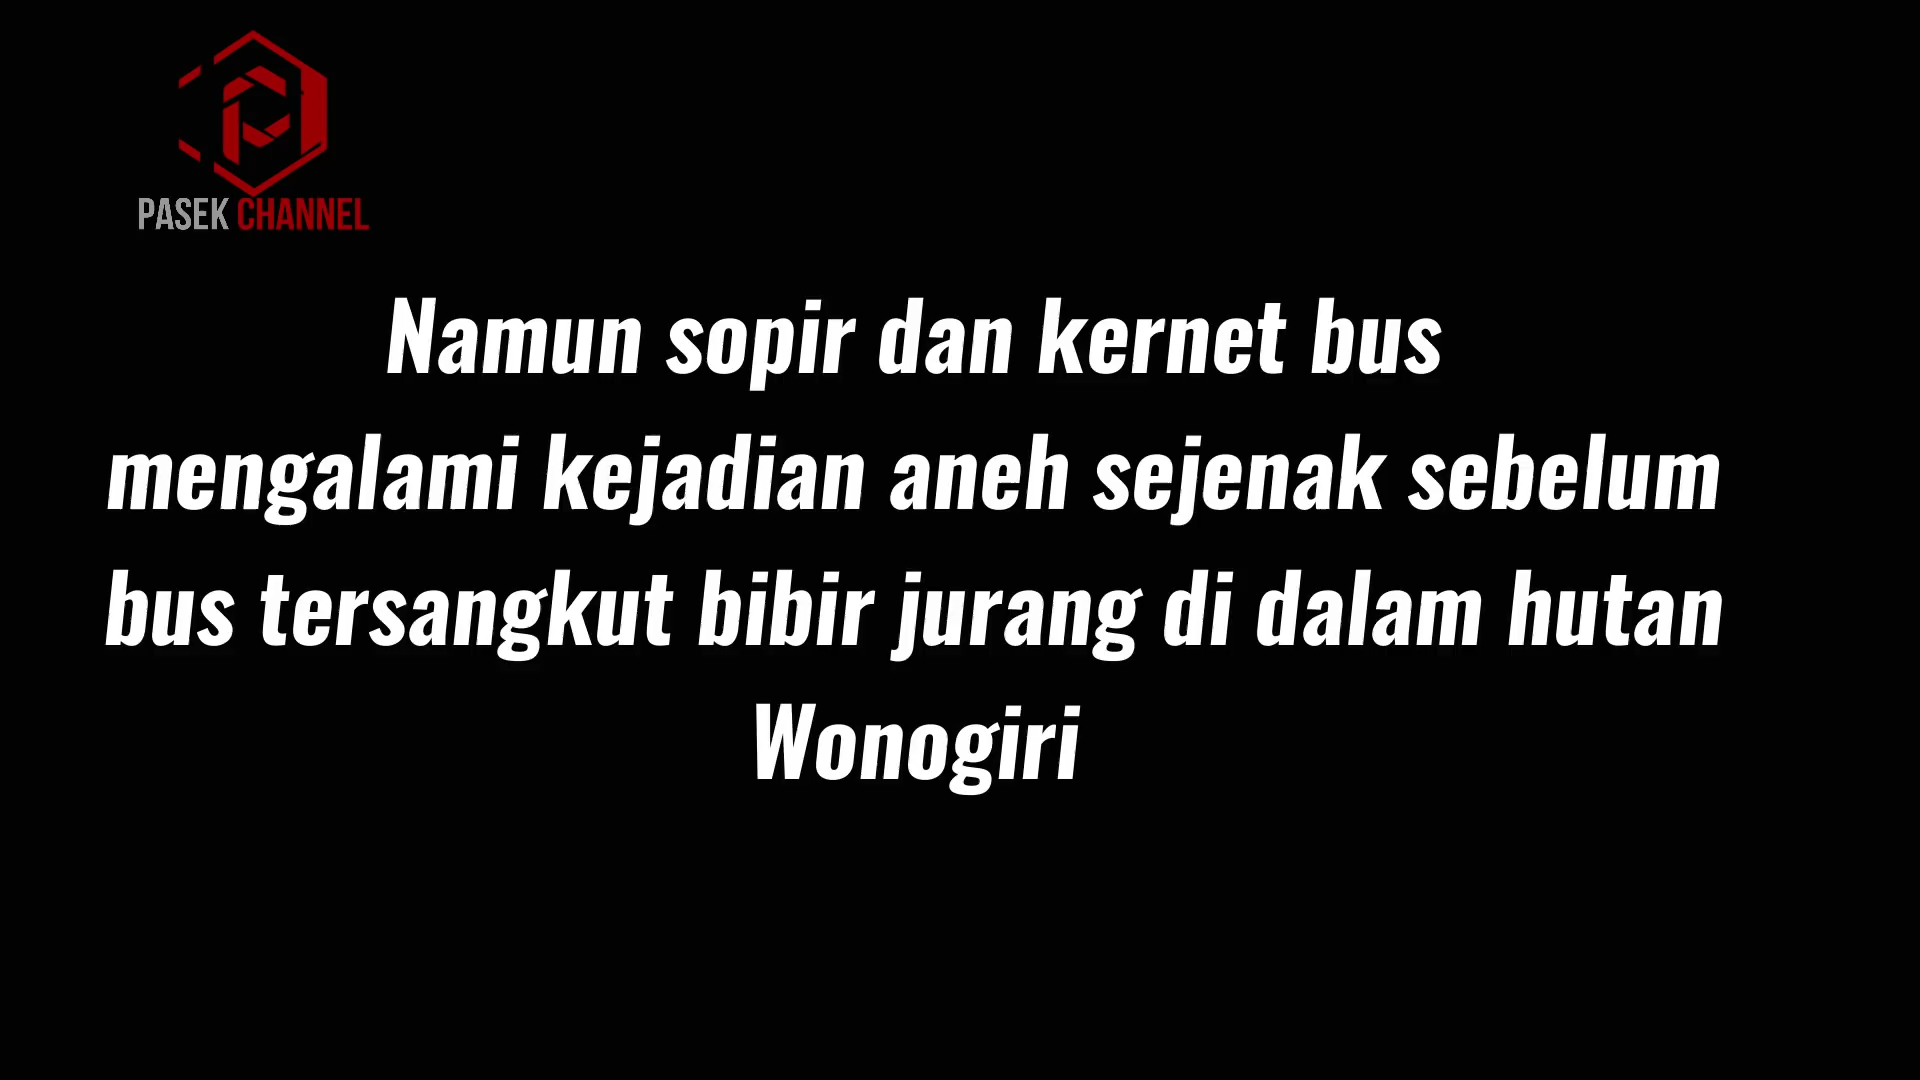 PASEK CHANNEL
Namun sopir dan kernet bus
mengalami kejadian aneh sejenak sebelum
bus tersangkut bibir jurang di dalam hutan
Wonogiri